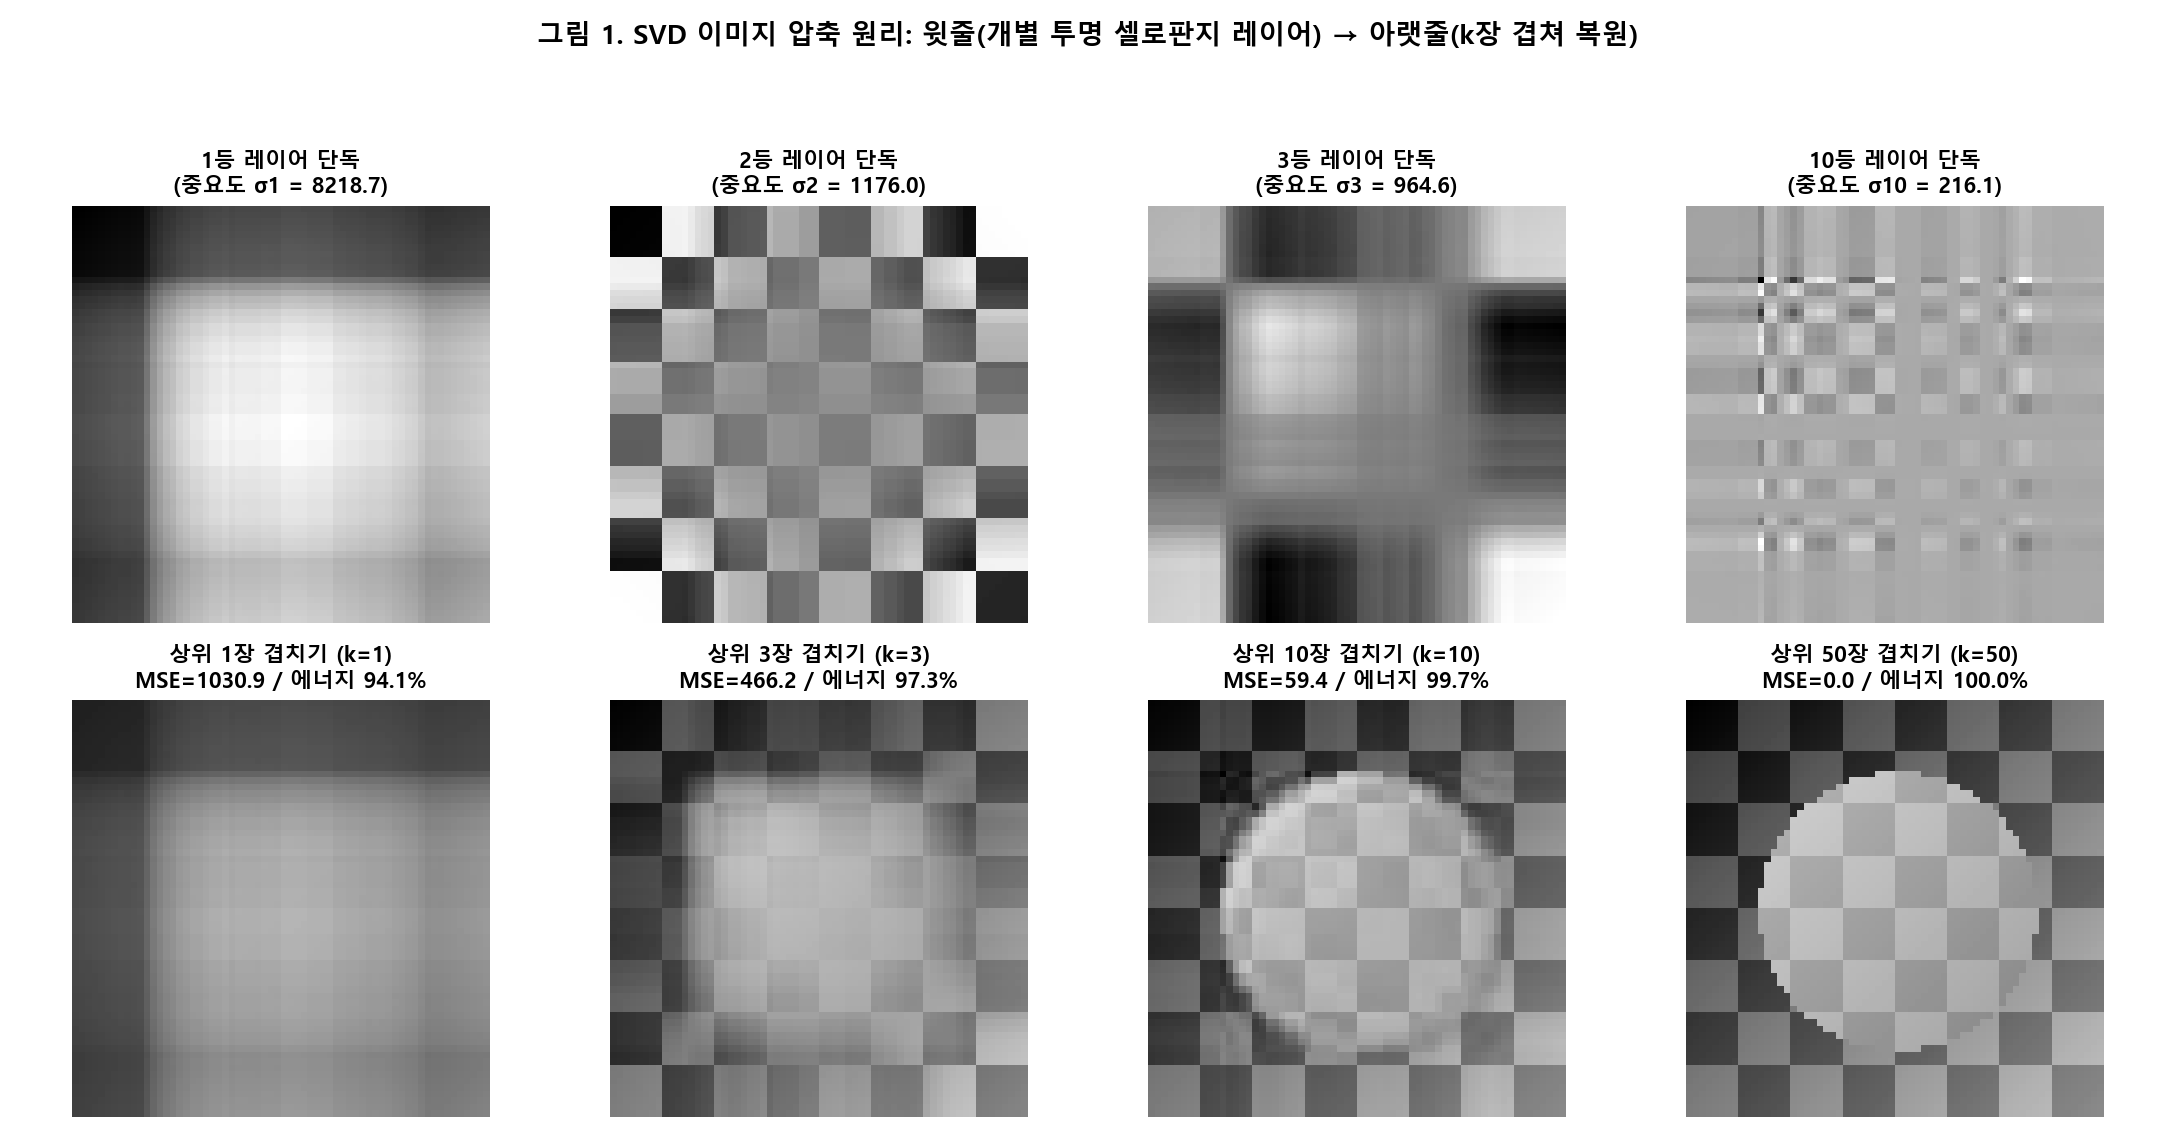 그림 1. SVD 이미지 압축 원리: 윗줄(개별 투명 셀로판지 레이어) → 아랫줄(k장 겹쳐 복원)
1등 레이어 단독
(중요도 σ1 = 8218.7)
2등 레이어 단독
(중요도 σ2 = 1176.0)
3등 레이어 단독
(중요도 σ3 = 964.6)
10등 레이어 단독
(중요도 σ10 = 216.1)
상위 1장 겹치기 (k=1)
MSE=1030.9 / 에너지 94.1%
상위 3장 겹치기 (k=3)
MSE=466.2 / 에너지 97.3%
상위 10장 겹치기 (k=10)
MSE=59.4 / 에너지 99.7%
상위 50장 겹치기 (k=50)
MSE=0.0 / 에너지 100.0%